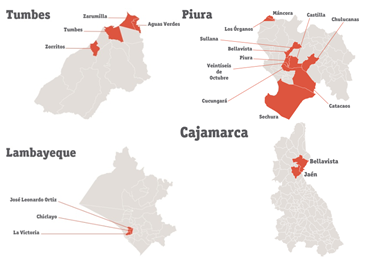 Tumbes
Zarumilla
Tumbes
Aguas Verdes
Zorritos
Piura
Máncora
Castilla
Chulucanas
Los Órganos
Sullana
Bellavista
Piura
Veintiséis
de
Octubre
Curamguá
Catacaos
Sechura
Cajamarca
Bellavista
Jaén
Lambayeque
José Leonardo Ortiz
Chiclayo
La Victoria